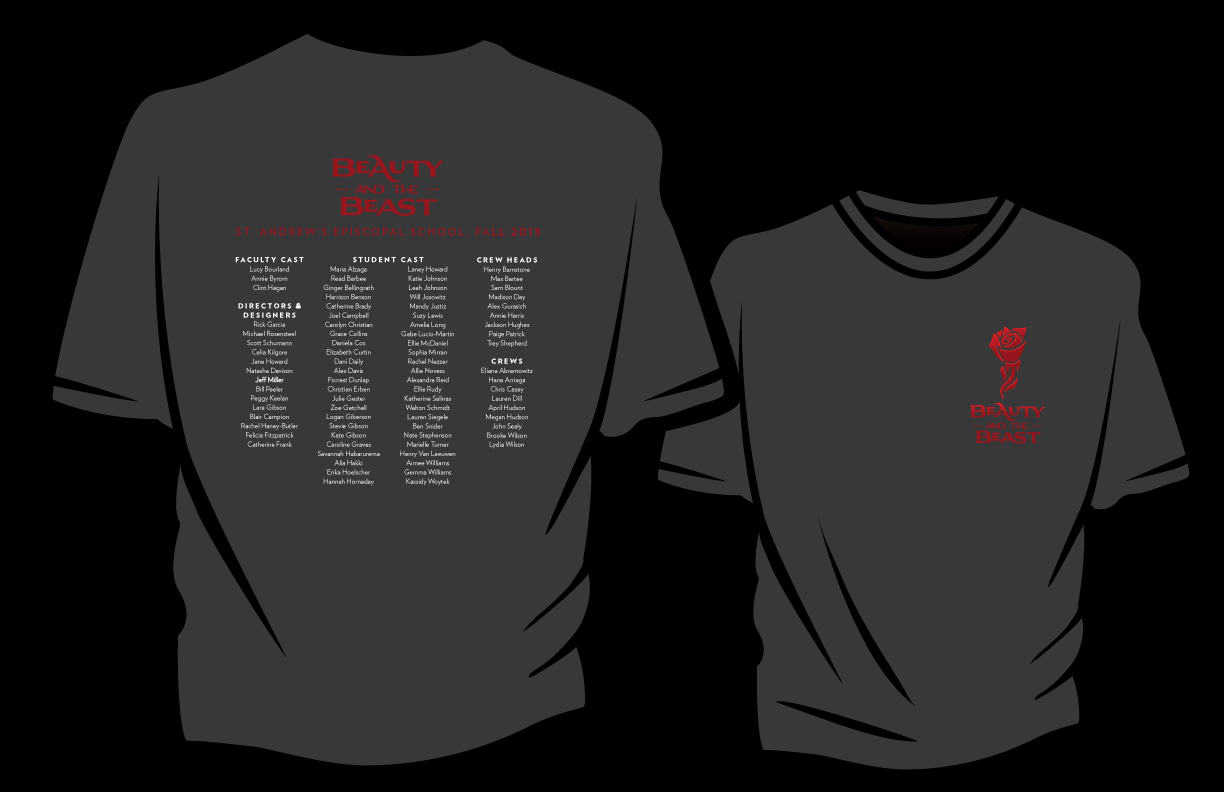 BEAUTY
AND THE
BEAST
ST. ANDREW'S EPISCOPAL SCHOOL FALL 2018
FACULTY CAST
Lucy Bourland
Annie Byrom
Clint Hagan
DIRECTORS &
DESIGNERS
Rick Garcia
Michael Rosensteel
Scott Schumann
Celia Kilgore
Jane Howard
Natasha Davison
Jeff Miller
Bill Peeler
Peggy Keelan
Lara Gibson
Blair Campion
Rachel Haney-Butler
Felicia Fitzpatrick
Catherine Frank
STUDENT CAST
Maria Alzaga
Read Barbee
Ginger Bellingrath
Harrison Benson
Catherine Brady
Joel Campbell
Carolyn Christian
Grace Collins
Daniela Cos
Elizabeth Curtin
Dani Daily
Alex Davis
Forrest Dunlap
Christian Erben
Julie Gester
Zoe Getchell
Logan Giberson
Stevie Gibson
Kate Gibson
Caroline Graves
Savannah Habarurema
Alia Hakki
Erika Hoelscher
Hannah Hornaday
Laney Howard
Katie Johnson
Leah Johnson
Will Josowitz
Mandy Justiz
Suzy Lewis
Amelia Long
Gabe Lucio-Martin
Ellie McDaniel
Sophia Mirran
Rachel Nezzer
Allie Novess
Alexandra Reid
Ellie Rudy
Katherine Salinas
Walton Schmidt
Lauren Siegele
Ben Snider
Nate Stephenson
Marielle Turner
Henry Van Leeuwen
Aimee Williams
Gemma Williams
Kassidy Woytek
CREW HEADS
Henry Barnstone
Max Bartee
Sam Blount
Madison Day
Alex Gurasich
Annie Harris
Jackson Hughes
Paige Patrick
Trey Shepherd
CREWS
Eliana Abramowitz
Hana Arriaga
Chris Casey
Lauren Dill
April Hudson
Megan Hudson
John Sealy
Brooke Wilson
Lydia Wilson
BEAUTY
AND THE
BEAST